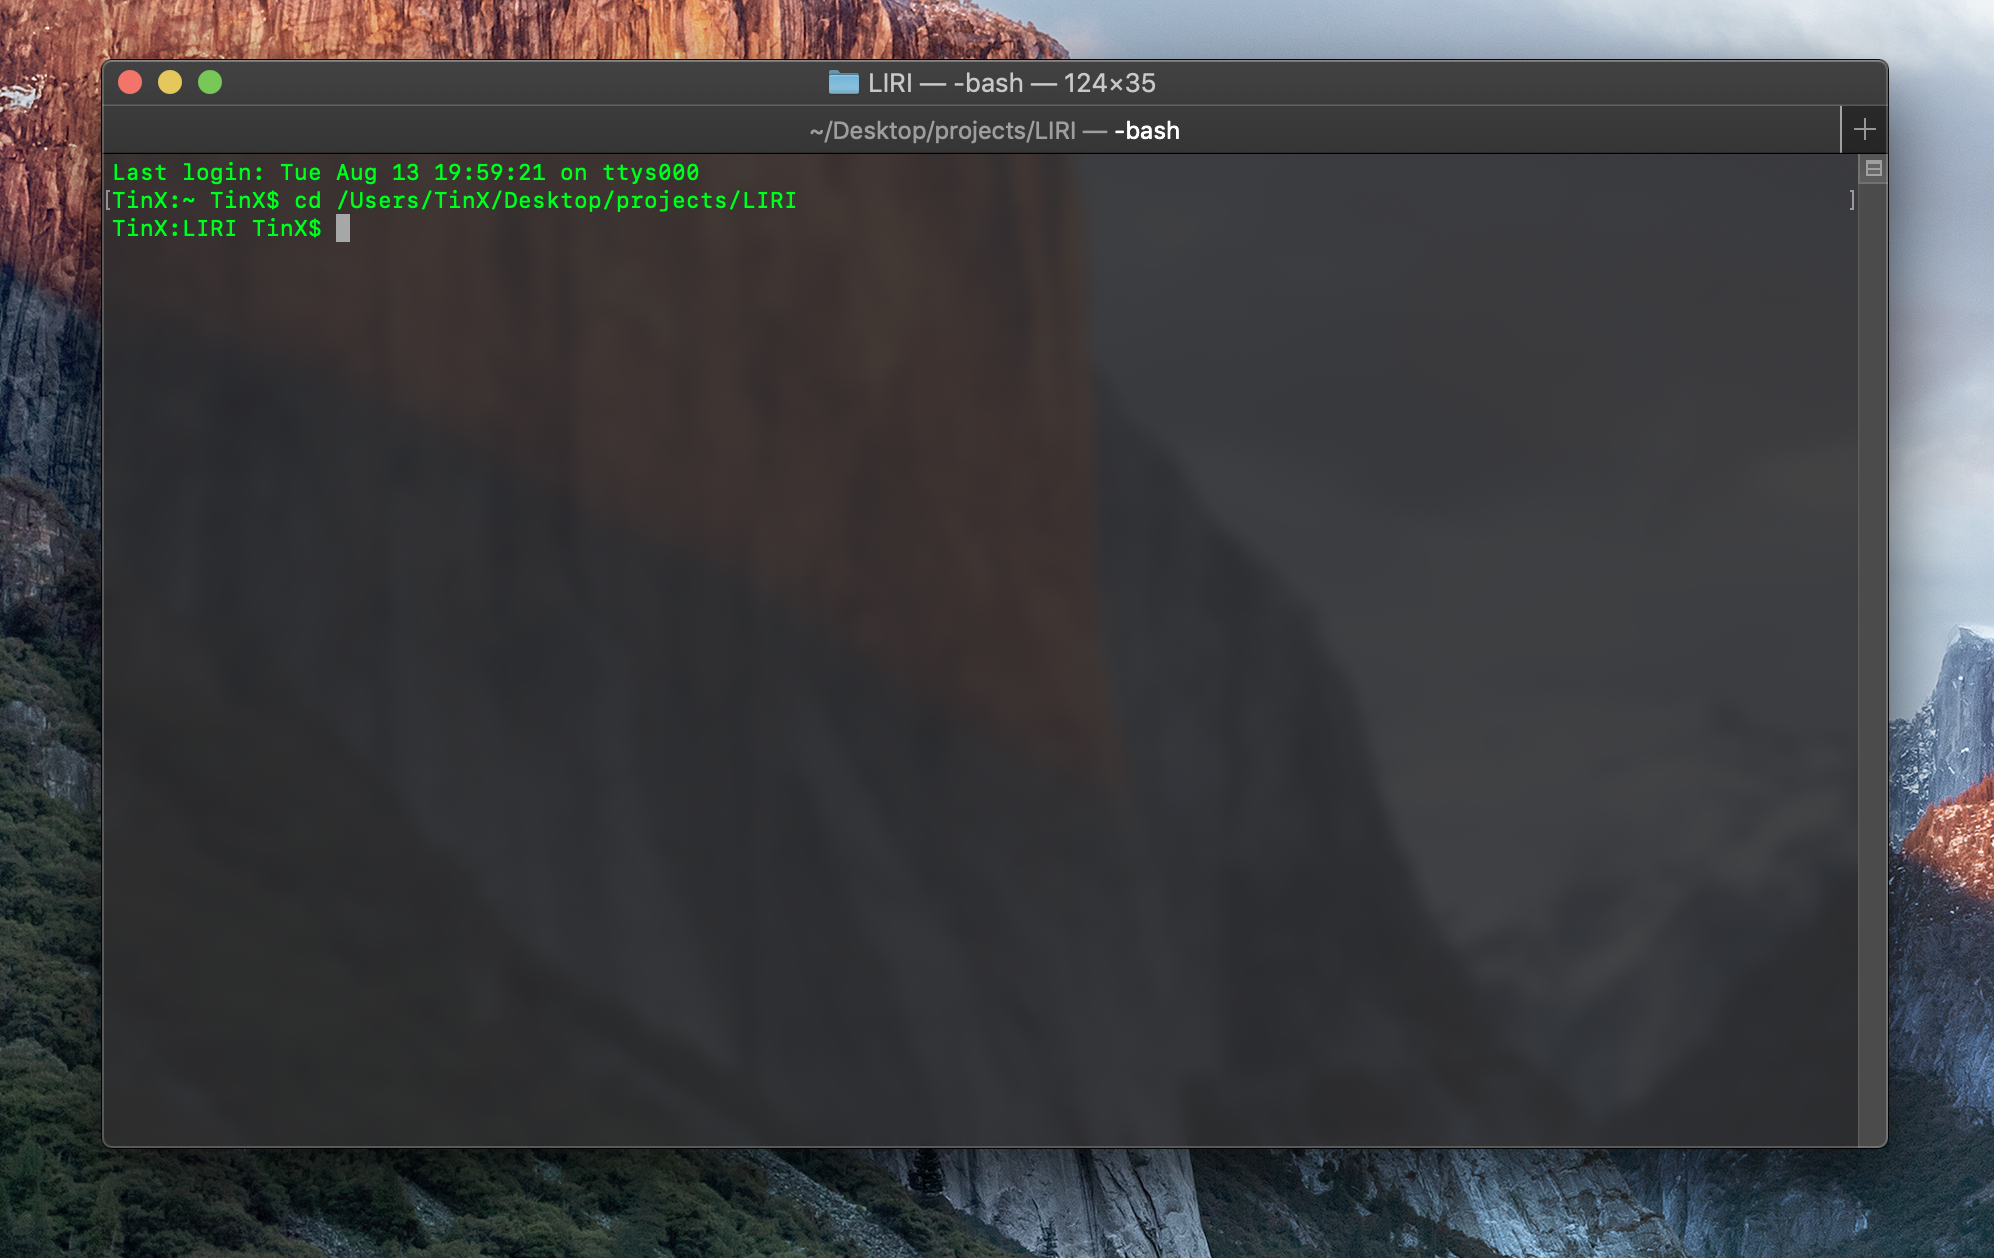 LIRI — -bash — 124×35
~/Desktop/projects/LIRI — -bash
Last login: Tue Aug 13 19:59:21 on ttys000
[TinX:~ TinX$ cd /Users/TinX/Desktop/projects/LIRI ]
TinX:LIRI TinX$